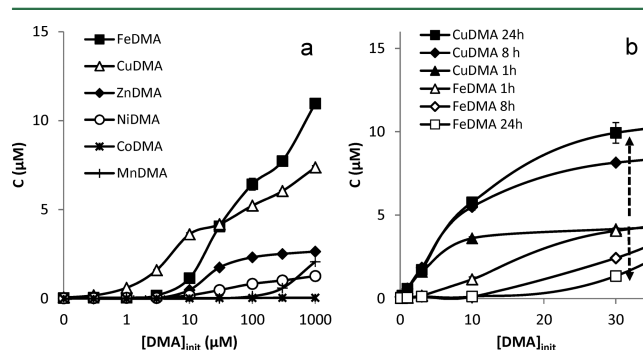 15
10
5
0
C (µM)
a
FeDMA
CuDMA
ZnDMA
NiDMA
CoDMA
MnDMA
0 1 10 100 1000
[DMA]init (µM)
15
10
5
0
C (µM)
b
CuDMA 24h
CuDMA 8 h
CuDMA 1h
FeDMA 1h
FeDMA 8h
FeDMA 24h
0 10 20 30
[DMA]init